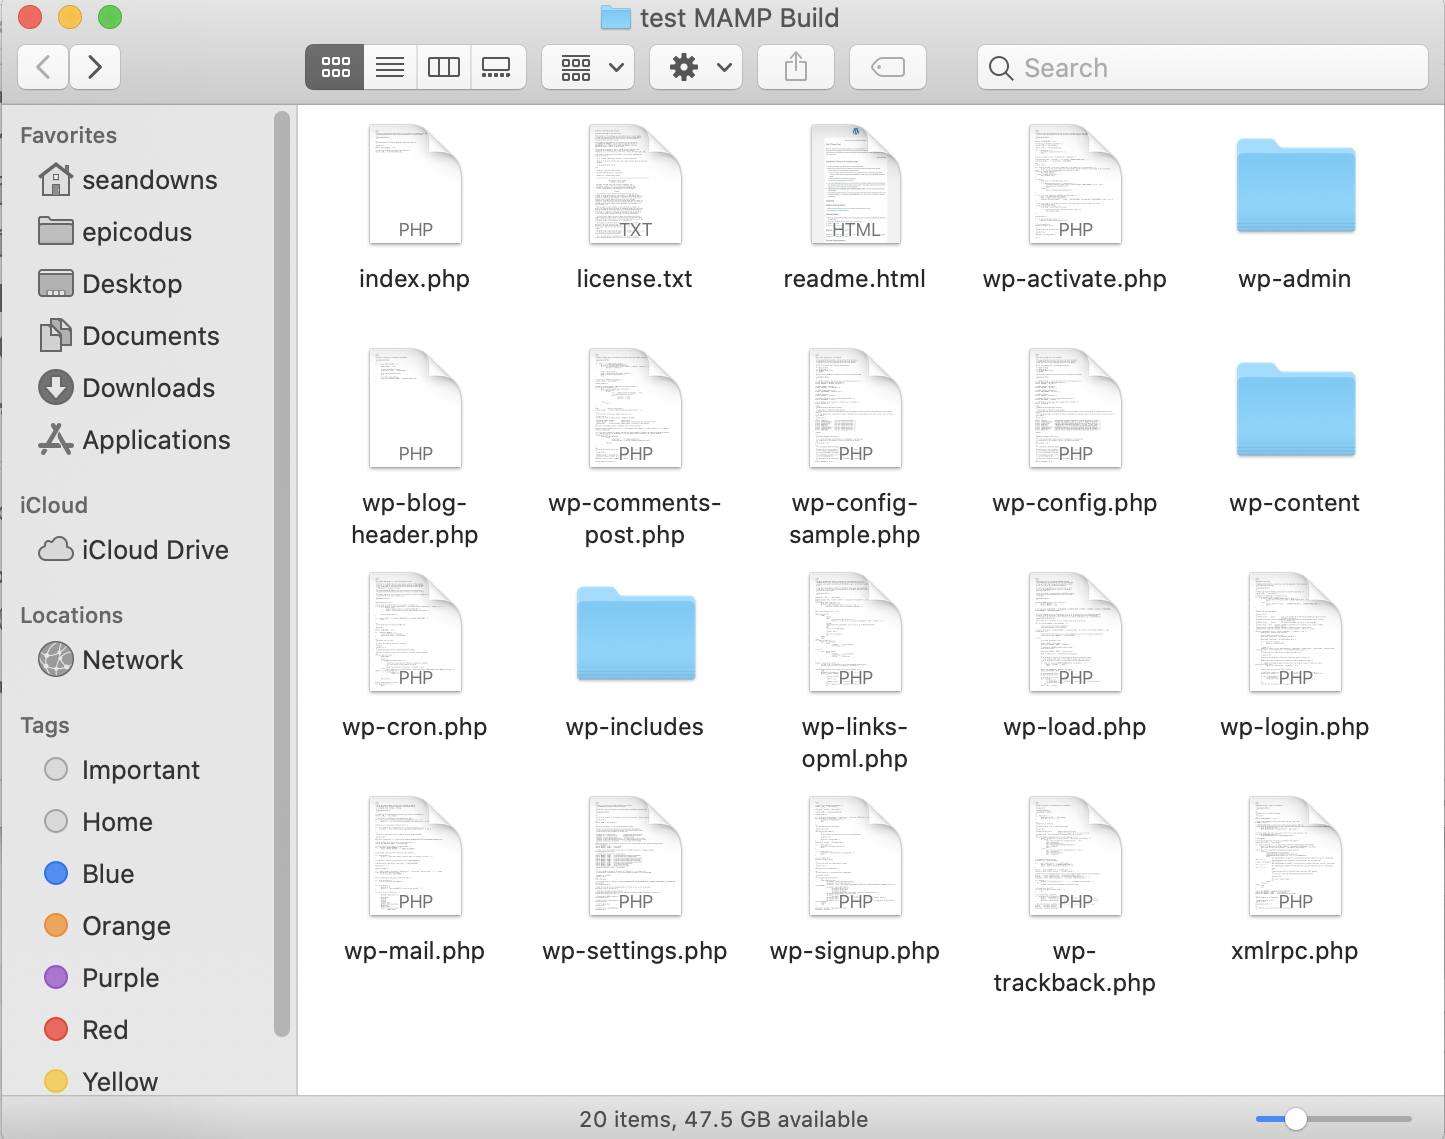 test MAMP Build
Search
Favorites
seandowns
epicodus
Desktop
Documents
Downloads
Applications
iCloud
iCloud Drive
Locations
Network
Tags
Important
Home
Blue
Orange
Purple
Red
Yellow
PHP
TXT
HTML
PHP
index.php
license.txt
readme.html
wp-activate.php
wp-admin
PHP
PHP
PHP
PHP
wp-blog-
header.php
wp-comments-
post.php
wp-config-
sample.php
wp-config.php
wp-content
PHP
PHP
PHP
PHP
wp-cron.php
wp-includes
wp-links-
opml.php
wp-load.php
wp-login.php
PHP
PHP
PHP
PHP
PHP
wp-mail.php
wp-settings.php
wp-signup.php
wp-
trackback.php
xmlrpc.php
20 items, 47.5 GB available